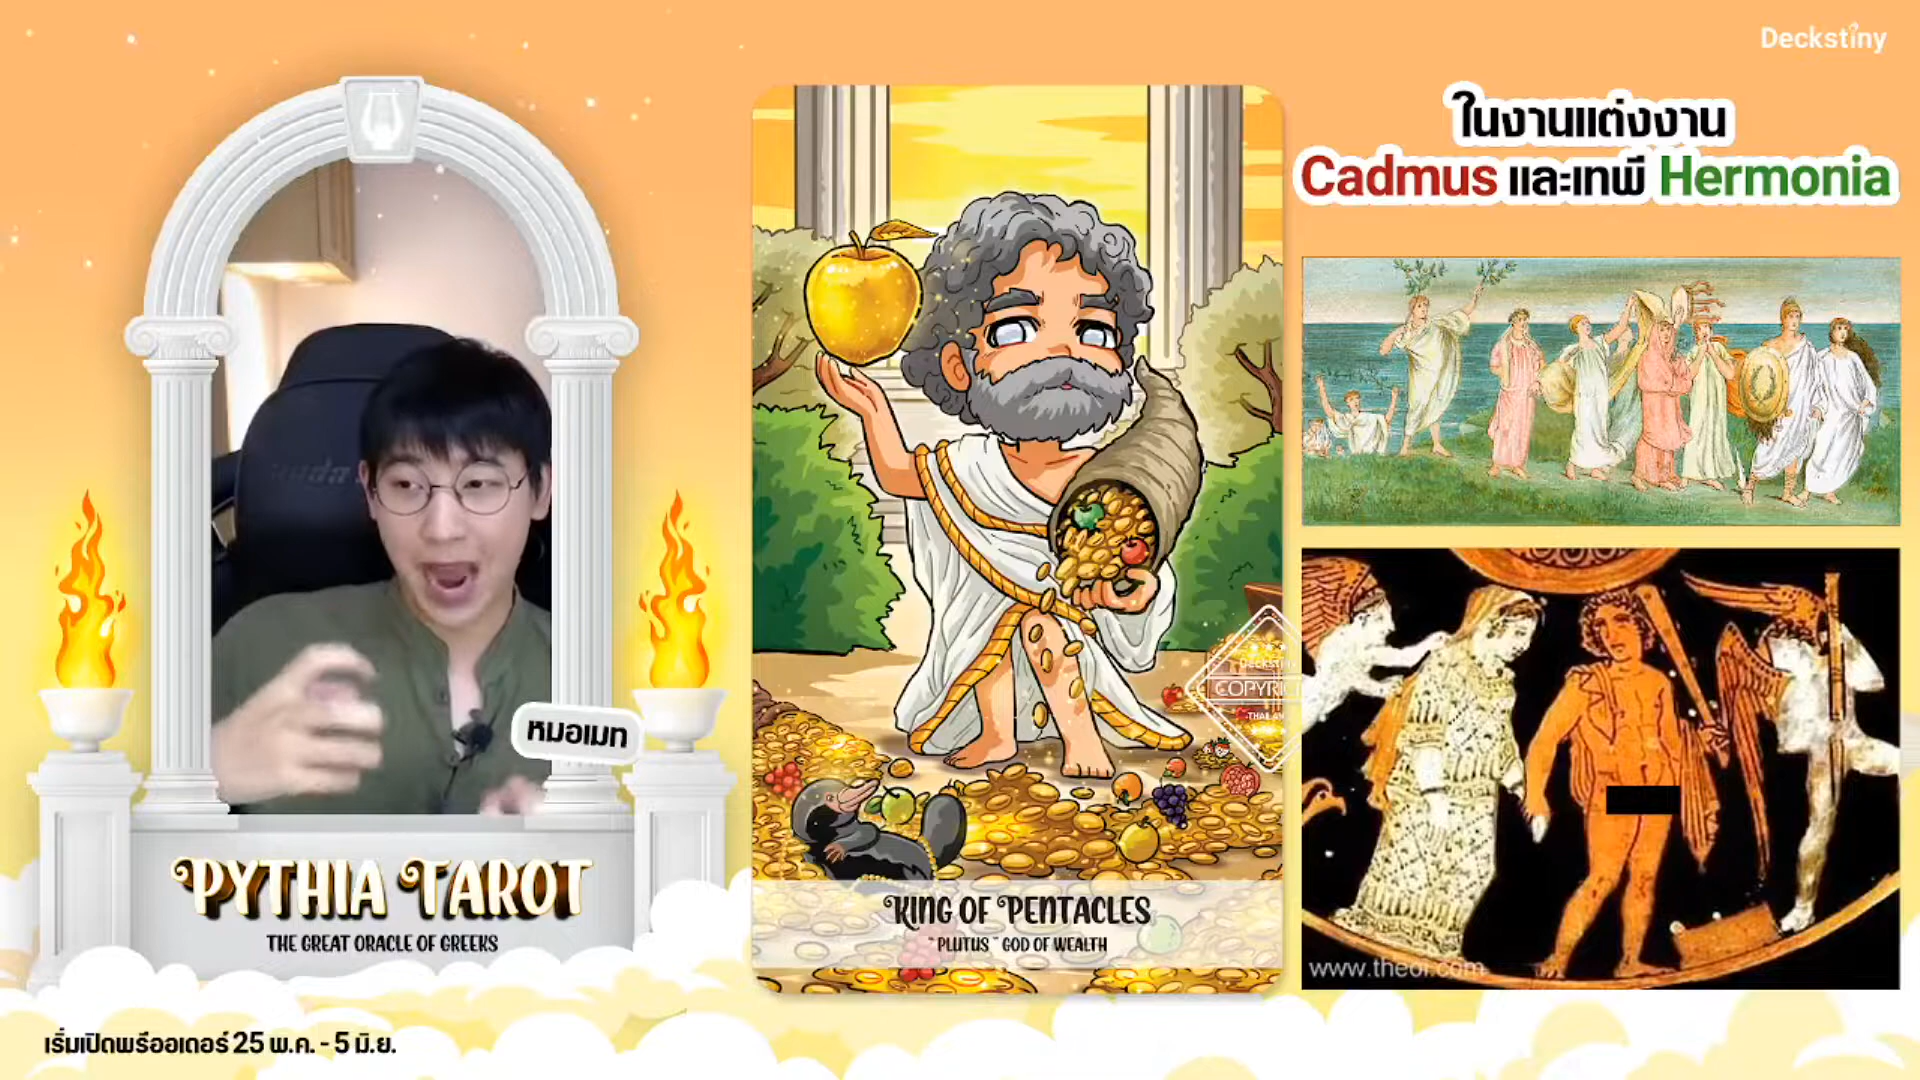 Deckstiny
ในงานแต่งงาน
Cadmus และเทพี Hermonia
หมอเมท
PYTHIA TAROT
THE GREAT ORACLE OF GREEKS
KING OF PENTACLES
"PLUTUS" GOD OF WEALTH
Deckstiny
COPYRIG
THAILAN
www.theoi.com
เริ่มเปิดพรีออเดอร์ 25 พ.ค. - 5 มิ.ย.